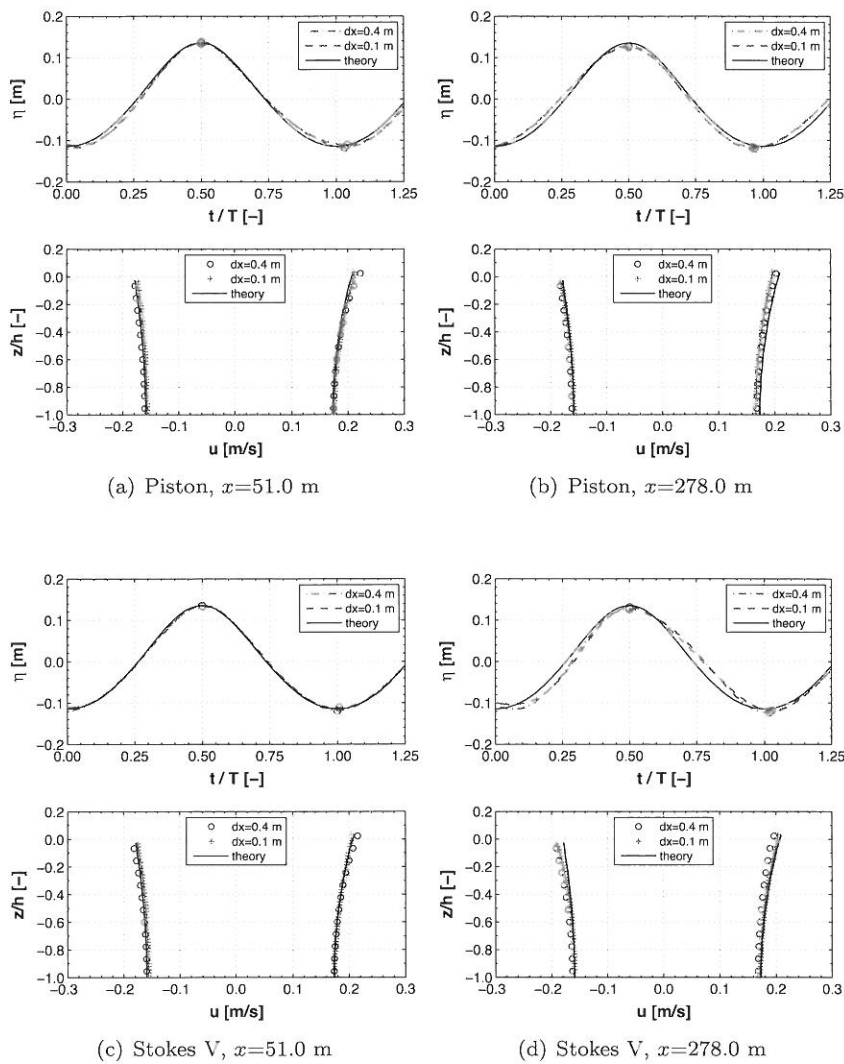 0.2
0.1
0.0
−0.1
−0.2
η [m]
0.00 0.25 0.50 0.75 1.00 1.25
t / T [−]
dx=0.4 m
dx=0.1 m
theory
0.2
0.1
0.0
−0.1
−0.2
η [m]
0.00 0.25 0.50 0.75 1.00 1.25
t / T [−]
dx=0.4 m
dx=0.1 m
theory
0.2
0.0
−0.2
−0.4
−0.6
−0.8
−1.0
z/h [−]
−0.3 −0.2 −0.1 0.0 0.1 0.2 0.3
u [m/s]
dx=0.4 m
dx=0.1 m
theory
0.2
0.0
−0.2
−0.4
−0.6
−0.8
−1.0
z/h [−]
−0.3 −0.2 −0.1 0.0 0.1 0.2 0.3
u [m/s]
dx=0.4 m
dx=0.1 m
theory
(a) Piston, x=51.0 m
(b) Piston, x=278.0 m
0.2
0.1
0.0
−0.1
−0.2
η [m]
0.00 0.25 0.50 0.75 1.00 1.25
t / T [−]
dx=0.4 m
dx=0.1 m
theory
0.2
0.1
0.0
−0.1
−0.2
η [m]
0.00 0.25 0.50 0.75 1.00 1.25
t / T [−]
dx=0.4 m
dx=0.1 m
theory
0.2
0.0
−0.2
−0.4
−0.6
−0.8
−1.0
z/h [−]
−0.3 −0.2 −0.1 0.0 0.1 0.2 0.3
u [m/s]
dx=0.4 m
dx=0.1 m
theory
0.2
0.0
−0.2
−0.4
−0.6
−0.8
−1.0
z/h [−]
−0.3 −0.2 −0.1 0.0 0.1 0.2 0.3
u [m/s]
dx=0.4 m
dx=0.1 m
theory
(c) Stokes V, x=51.0 m
(d) Stokes V, x=278.0 m